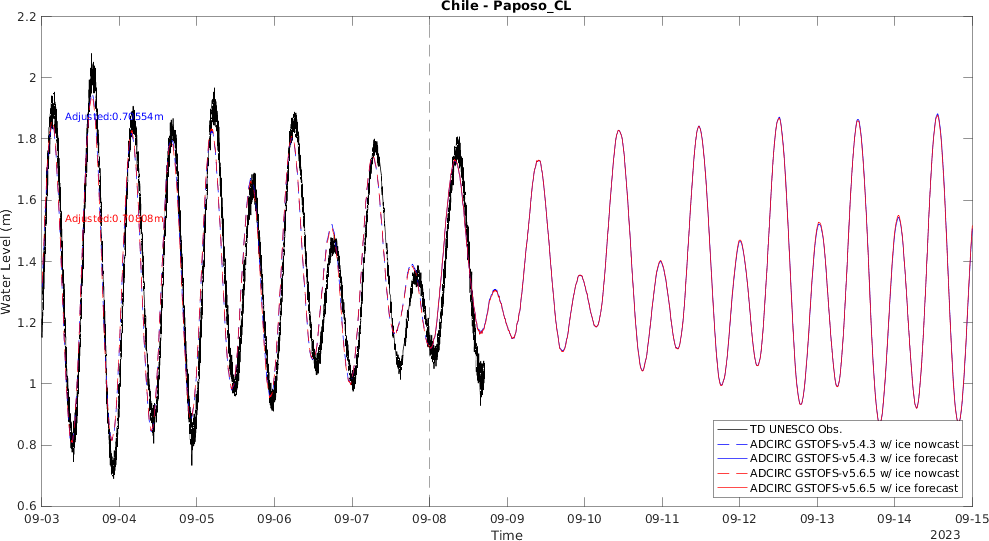 Chile - Paposo_CL
2.2
2
1.8
1.6
1.4
1.2
1
0.8
0.6
Water Level (m)
Adjusted:0.70554m
Adjusted:0.70808m
TD UNESCO Obs.
ADCIRC GSTOFS-v5.4.3 w/ ice nowcast
ADCIRC GSTOFS-v5.4.3 w/ ice forecast
ADCIRC GSTOFS-v5.6.5 w/ ice nowcast
ADCIRC GSTOFS-v5.6.5 w/ ice forecast
09-03 09-04 09-05 09-06 09-07 09-08 09-09 09-10 09-11 09-12 09-13 09-14 09-15
Time
2023